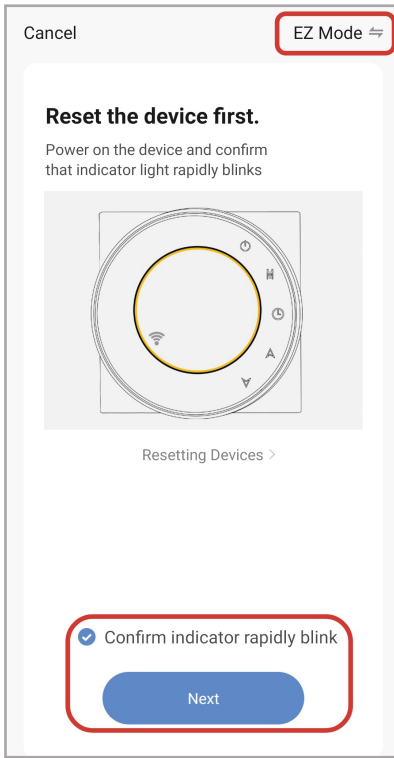 Cancel
EZ Mode
Reset the device first.
Power on the device and confirm
that indicator light rapidly blinks
Resetting Devices >
Confirm indicator rapidly blink
Next